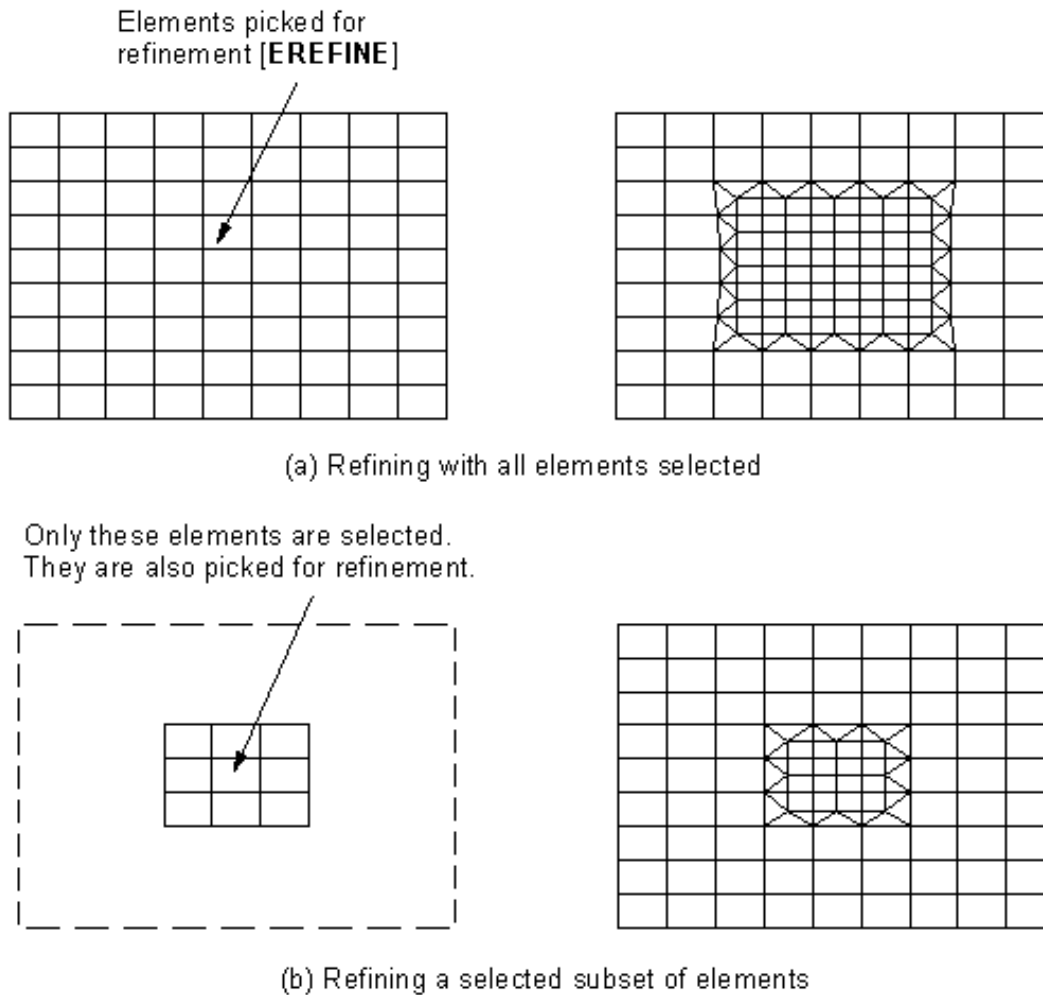 Elements picked for
refinement [EREFINE]
(a) Refining with all elements selected
Only these elements are selected.
They are also picked for refinement.
(b) Refining a selected subset of elements